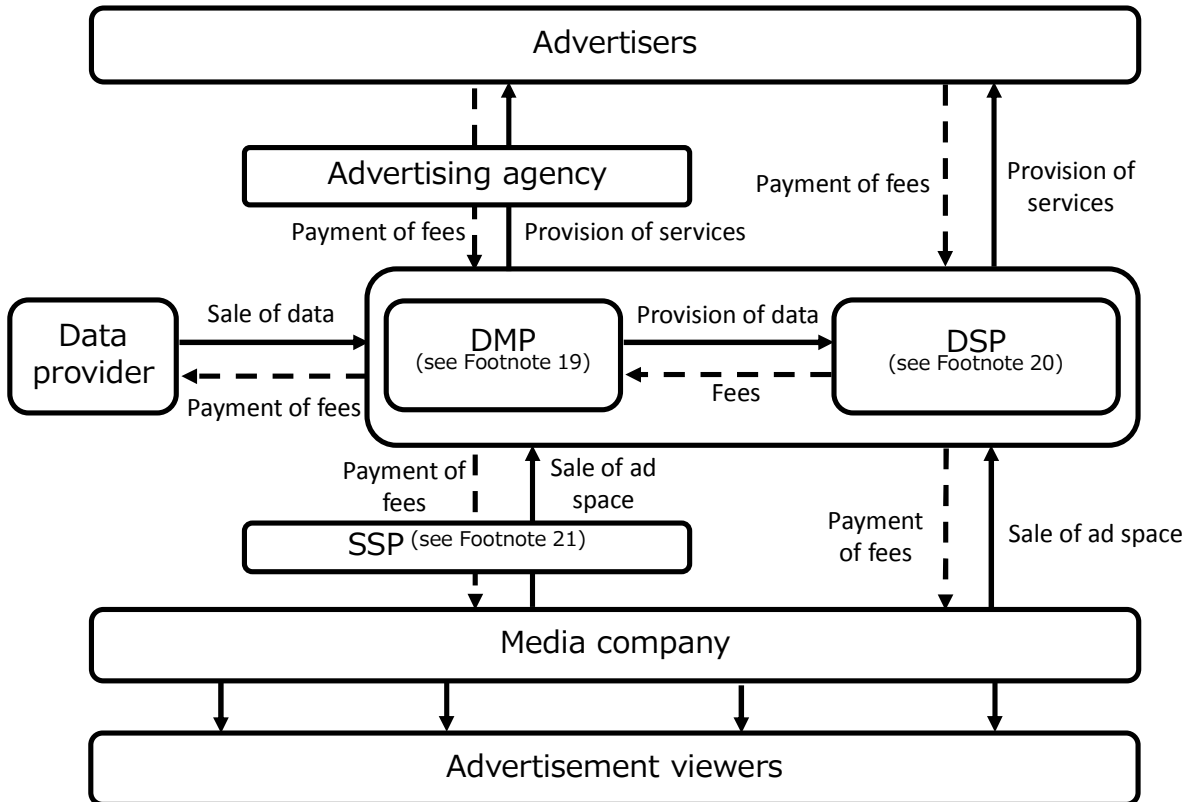 Advertisers
Advertising agency
Payment of fees
Provision of services
Payment of fees
Provision of
services
Data
provider
Sale of data
Payment of fees
DMP
(see Footnote 19)
Provision of data
Fees
DSP
(see Footnote 20)
Payment of
fees
Sale of ad
space
SSP (see Footnote 21)
Payment
of fees
Sale of ad space
Media company
Advertisement viewers